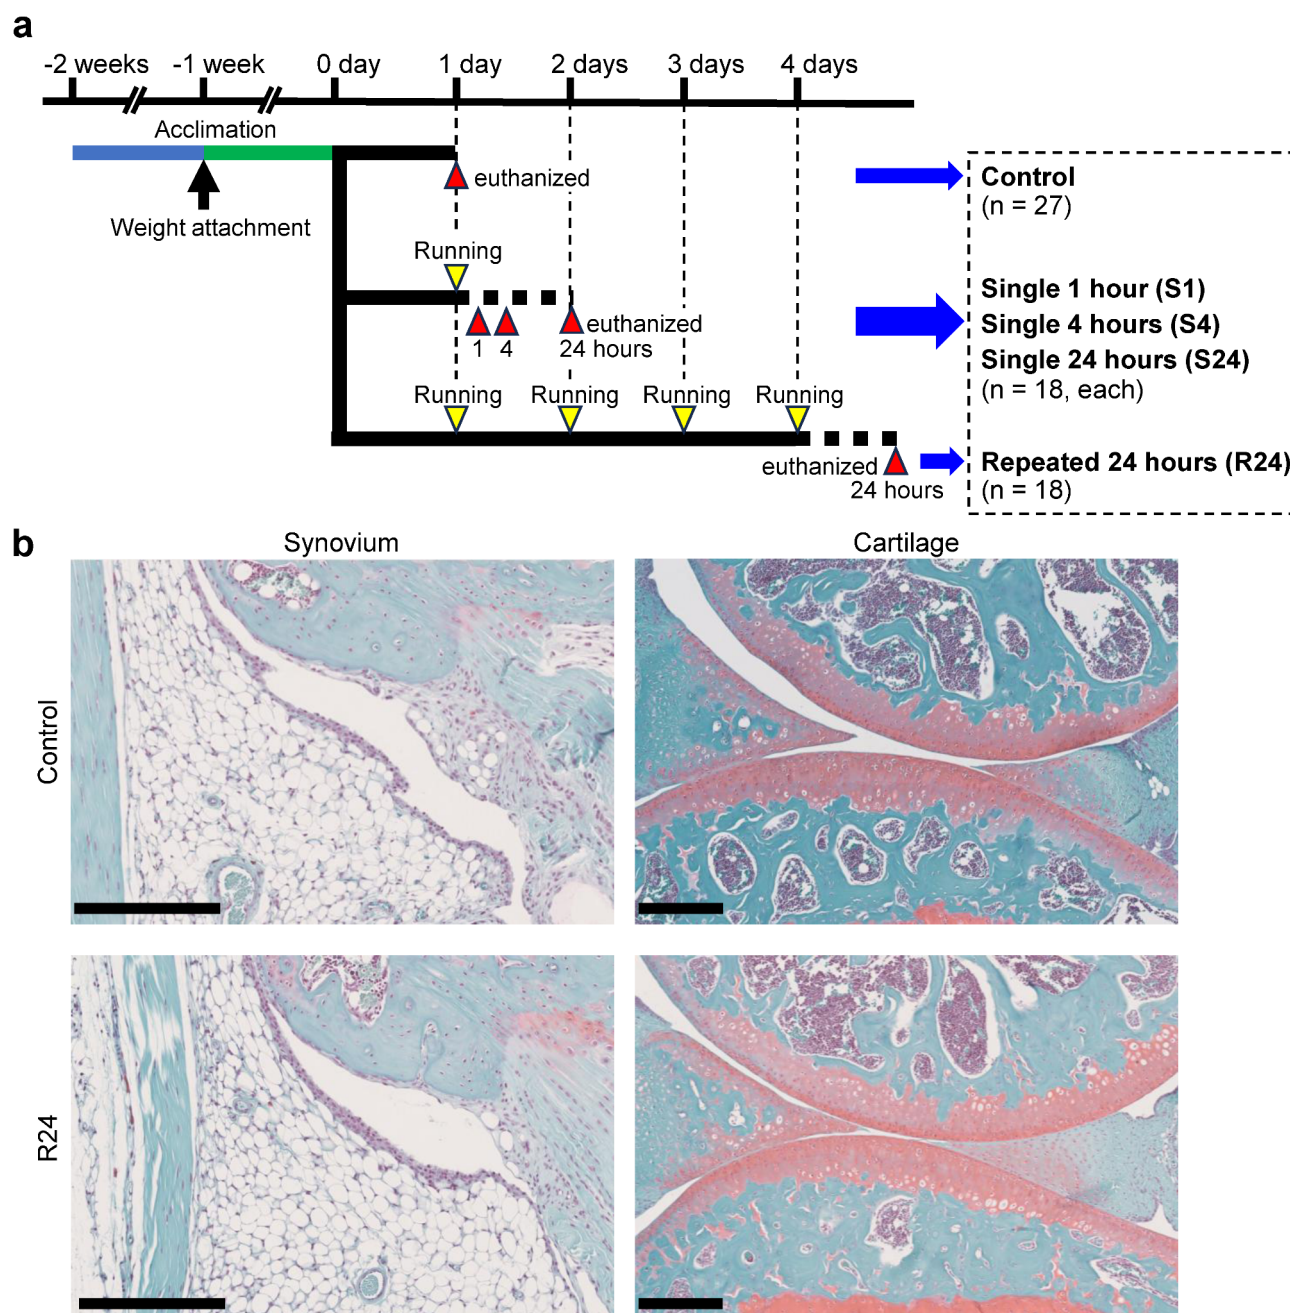 a
-2 weeks -1 week 0 day 1 day 2 days 3 days 4 days
Acclimation
Weight attachment
euthanized
Control
(n = 27)
Running
1 4
euthanized
24 hours
Single 1 hour (S1)
Single 4 hours (S4)
Single 24 hours (S24)
(n = 18, each)
Running Running Running Running
euthanized
24 hours
Repeated 24 hours (R24)
(n = 18)
b
Synovium Cartilage
Control
R24